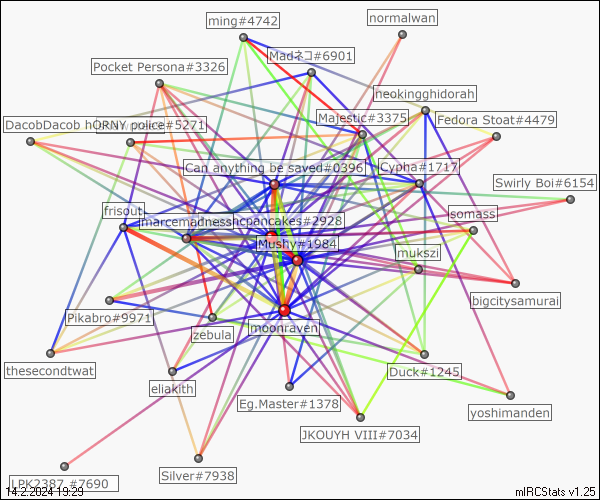 ming#4742
normalwan
Madネコ#6901
Pocket Persona#3326
neokingghidorah
Majestic#3375
Fedora Stoat#4479
DacobDacob hORNY police#5271
Can anything be saved#0396
Cypha#1717
Swirly Boi#6154
frisout
marcemadness
hcpancakes#2928
somass
Mushy#1984
mukszi
bigcitysamurai
Pikabro#9971
zebula
moonraven
thesecondtwat
Duck#1245
eliakith
Eg.Master#1378
yoshimanden
JKOUYH VIII#7034
Silver#7938
LPK2387 #7690
14.2.2024 19:29
mIRCStats v1.25